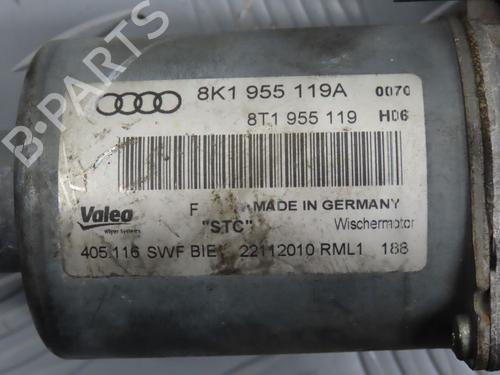 8K1 955 119A 0070
8T1 955 119 H06
F MADE IN GERMANY
Valeo
Wiper Systems
"STC" Wischermotor
405.116 SWF BIE 22112010 RML1 188
B-PARTS